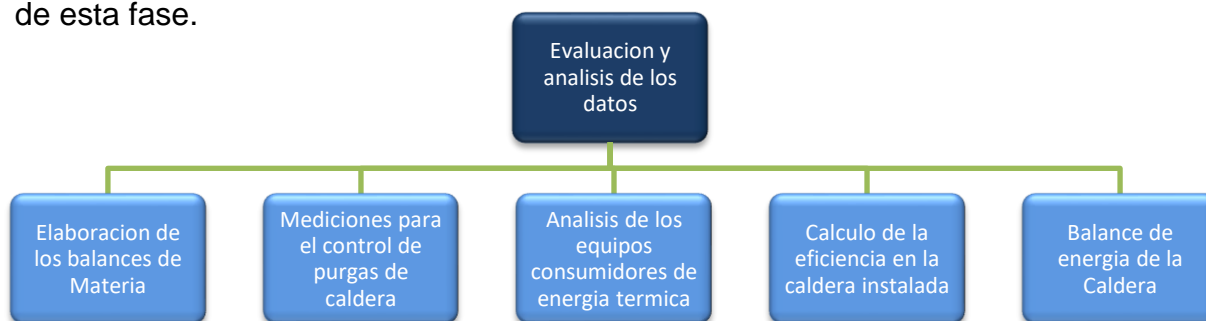 de esta fase.
Evaluacion y
analisis de los
datos
Elaboracion de
los balances de
Materia
Mediciones para
el control de
purgas de
caldera
Analisis de los
equipos
consumidores de
energia termica
Calculo de la
eficiencia en la
caldera instalada
Balance de
energia de la
Caldera